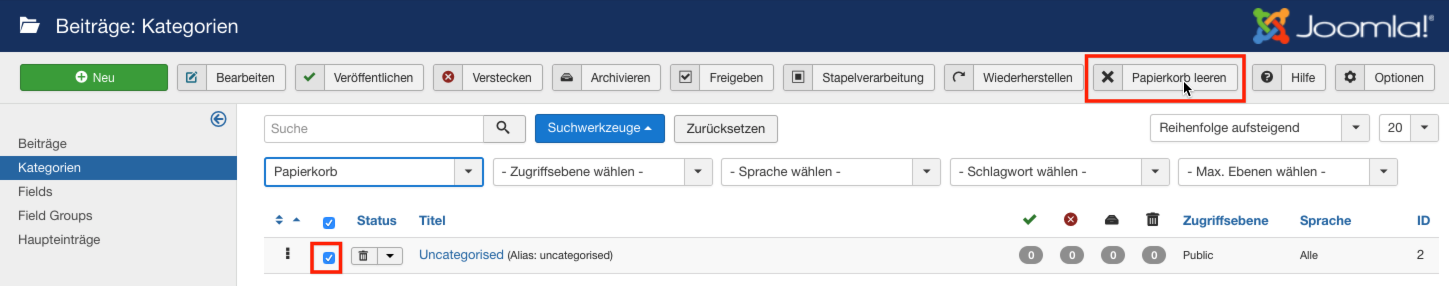 Beiträge: Kategorien
Joomla!®
Neu Bearbeiten Veröffentlichen Verstecken Archivieren Freigeben Stapelverarbeitung Wiederherstellen Papierkorb leeren Hilfe Optionen
Suche Suchwerkzeuge Zurücksetzen Reihenfolge aufsteigend 20
Beiträge
Kategorien
Fields
Field Groups
Haupteinträge
Papierkorb - Zugriffsebene wählen - - Sprache wählen - - Schlagwort wählen - - Max. Ebenen wählen -
Status Titel Zugriffsebene Sprache ID
Uncategorised (Alias: uncategorised) 0 0 0 0 Public Alle 2